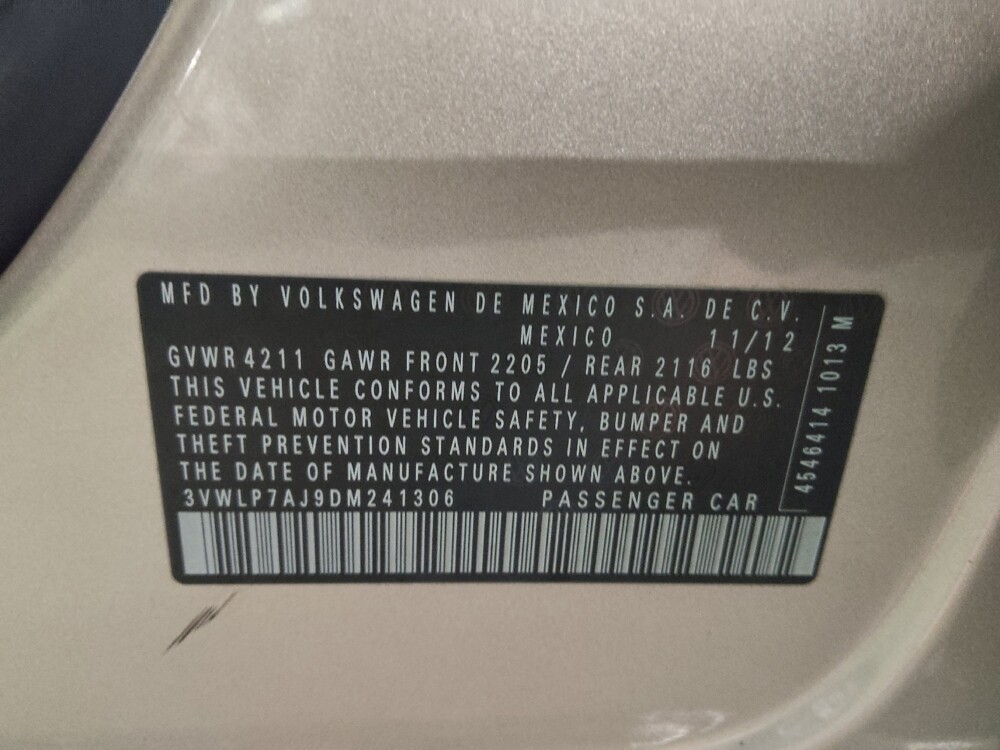 MFD BY VOLKSWAGEN DE MEXICO S.A. DE C.V.
MEXICO 11/12
GVWR 4211 GAWR FRONT 2205 / REAR 2116 LBS
THIS VEHICLE CONFORMS TO ALL APPLICABLE U.S.
FEDERAL MOTOR VEHICLE SAFETY, BUMPER AND
THEFT PREVENTION STANDARDS IN EFFECT ON
THE DATE OF MANUFACTURE SHOWN ABOVE.
3VWLP7AJ9DM241306 PASSENGER CAR
4546414 1013 M